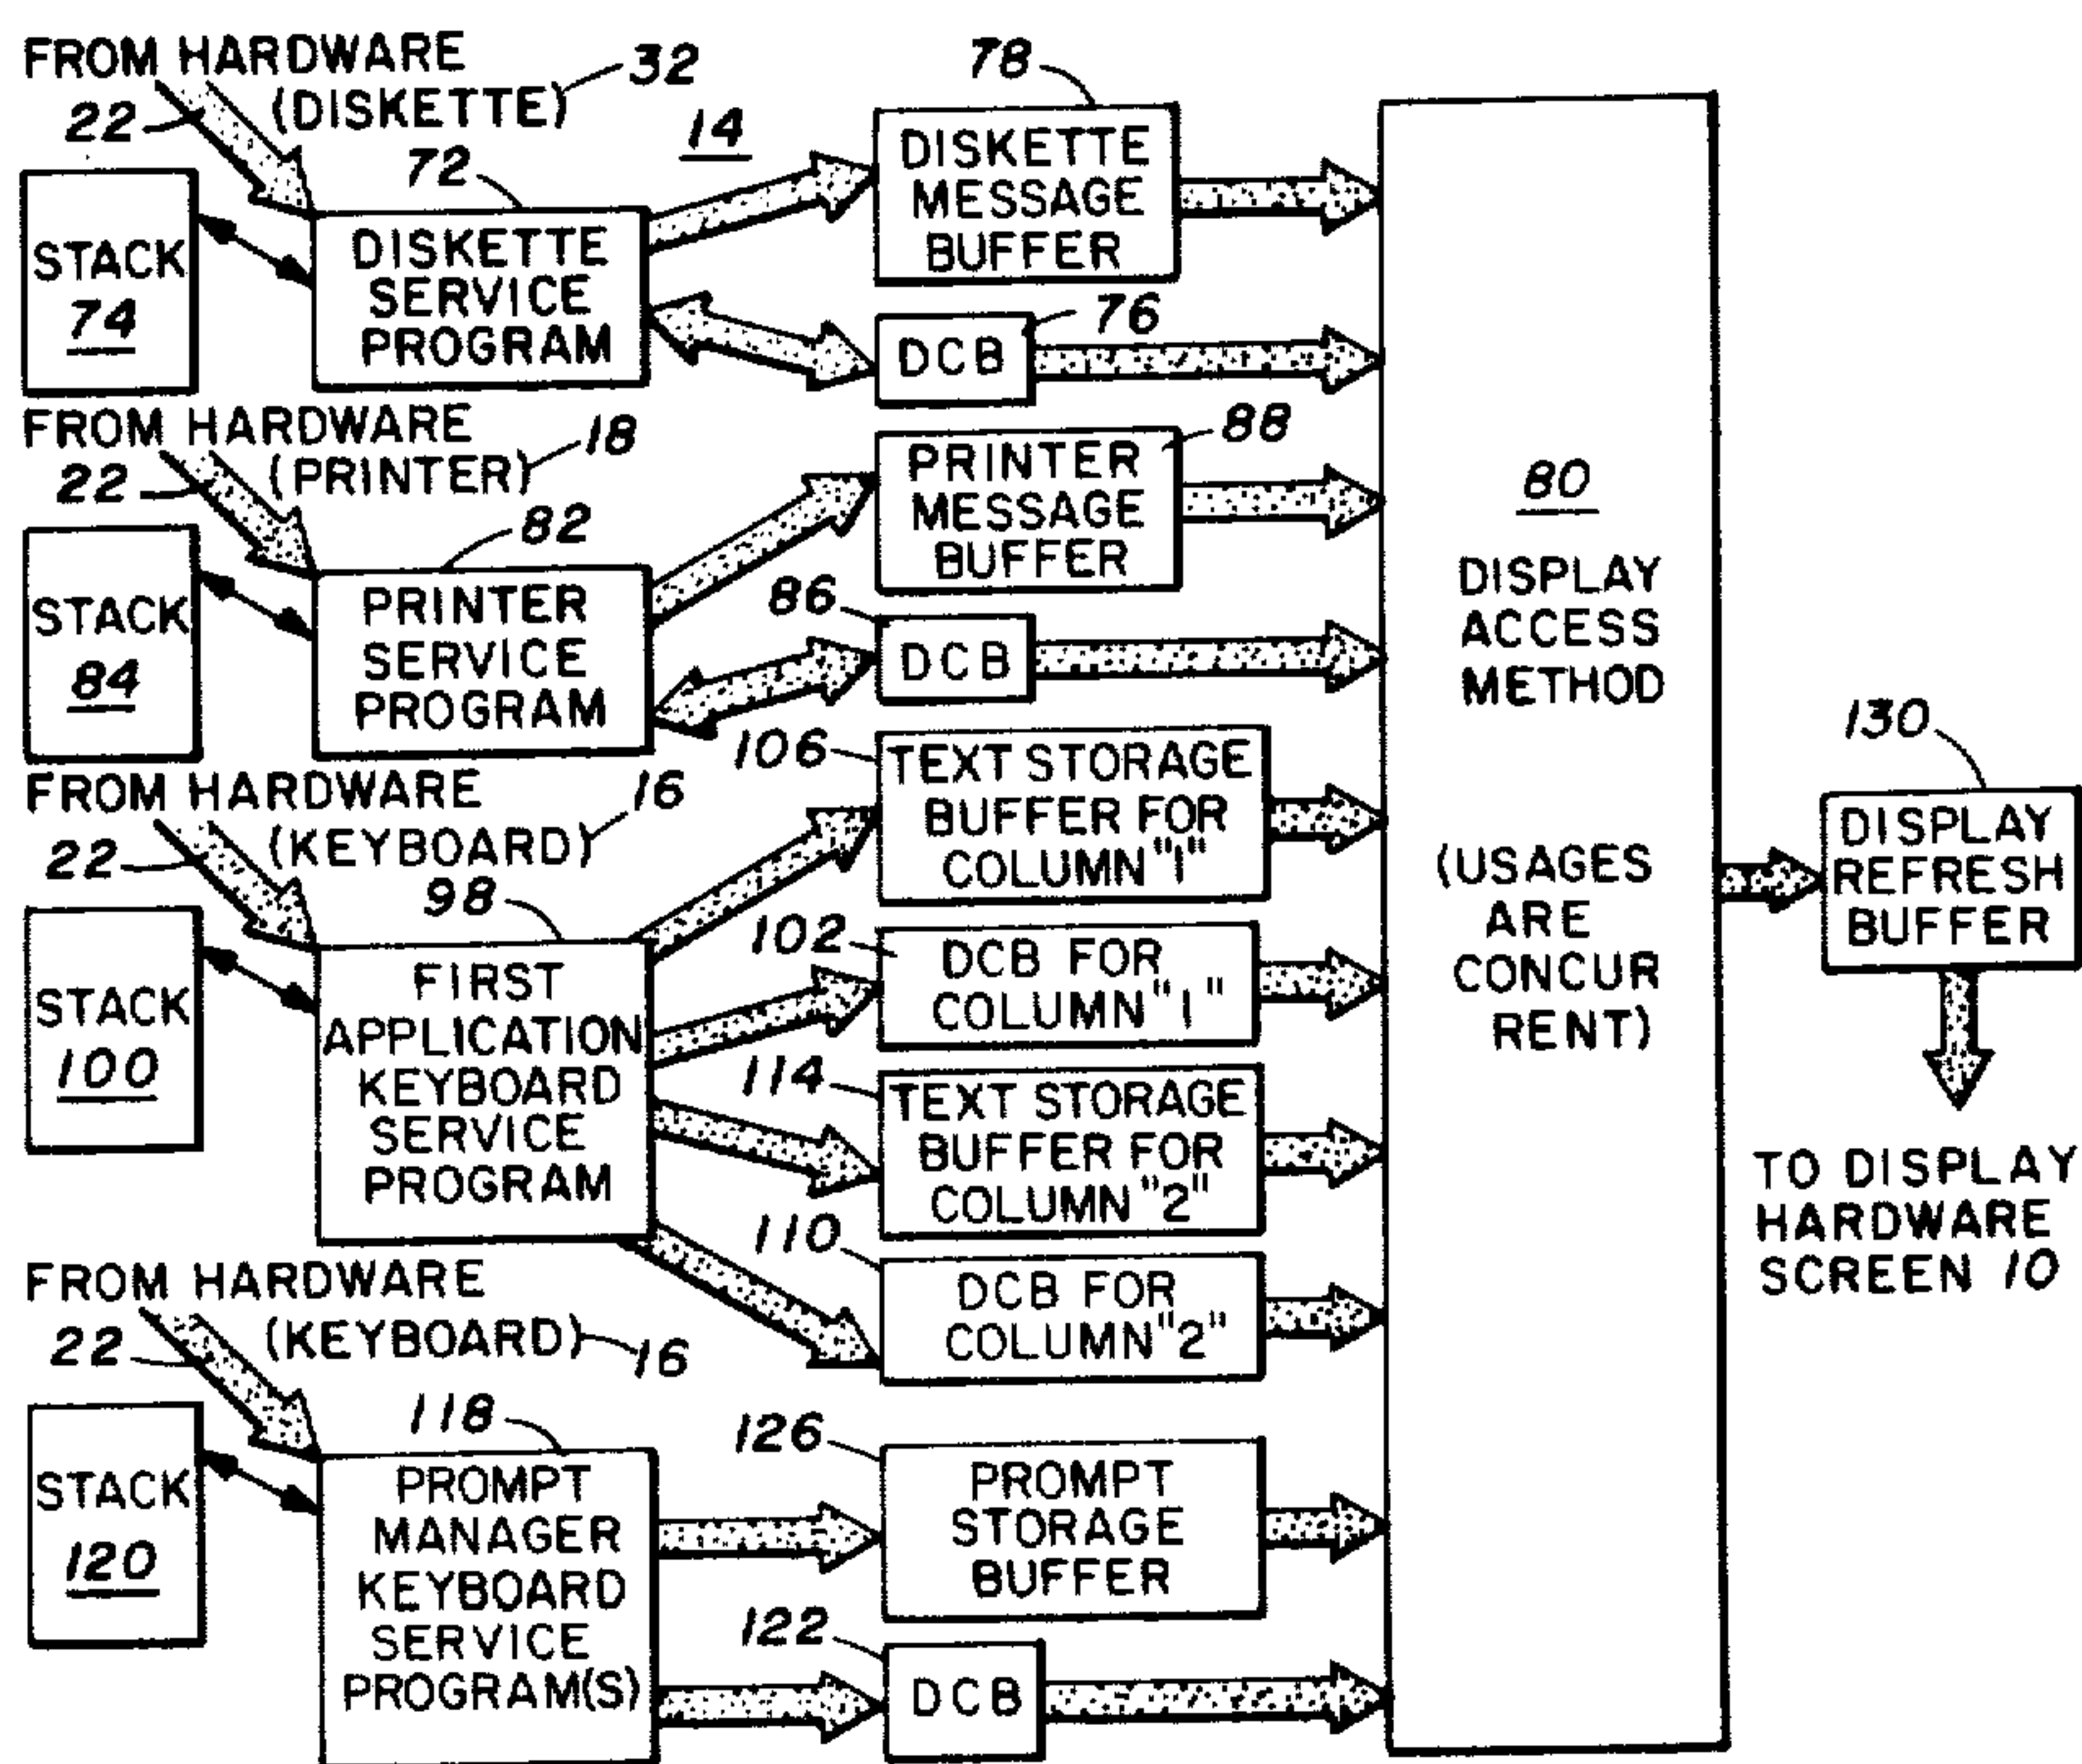 FROM HARDWARE
(DISKETTE)
32
22
14
72
STACK
74
DISKETTE
SERVICE
PROGRAM
78
DISKETTE
MESSAGE
BUFFER
76
DCB
FROM HARDWARE
(PRINTER)
18
22
82
STACK
84
PRINTER
SERVICE
PROGRAM
88
PRINTER
MESSAGE
BUFFER
86
DCB
FROM HARDWARE
(KEYBOARD)
16
22
98
STACK
100
FIRST
APPLICATION
KEYBOARD
SERVICE
PROGRAM
106
TEXT STORAGE
BUFFER FOR
COLUMN "1"
102
DCB FOR
COLUMN "1"
114
TEXT STORAGE
BUFFER FOR
COLUMN "2"
110
DCB FOR
COLUMN "2"
FROM HARDWARE
(KEYBOARD)
16
22
118
STACK
120
PROMPT
MANAGER
KEYBOARD
SERVICE
PROGRAM(S)
126
PROMPT
STORAGE
BUFFER
122
DCB
80
DISPLAY
ACCESS
METHOD
(USAGES
ARE
CONCUR
RENT)
130
DISPLAY
REFRESH
BUFFER
TO DISPLAY
HARDWARE
SCREEN 10